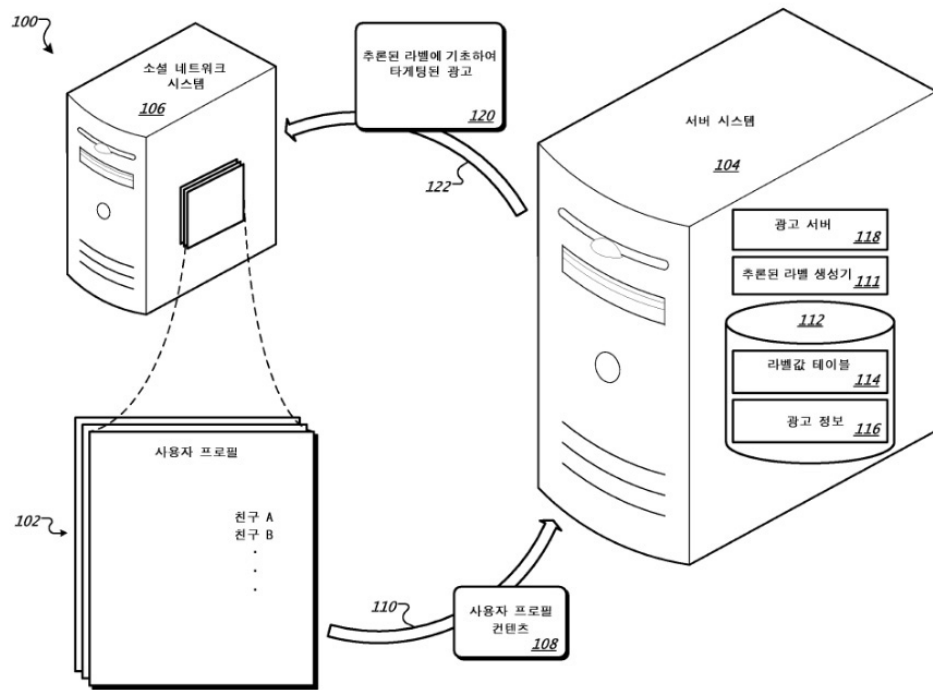 100
소셜 네트워크
시스템
106
추론된 라벨에 기초하여
타게팅된 광고
120
122
서버 시스템
104
광고 서버
118
추론된 라벨 생성기
111
112
라벨값 테이블
114
광고 정보
116
사용자 프로필
친구 A
친구 B
102
110
사용자 프로필
컨텐츠
108